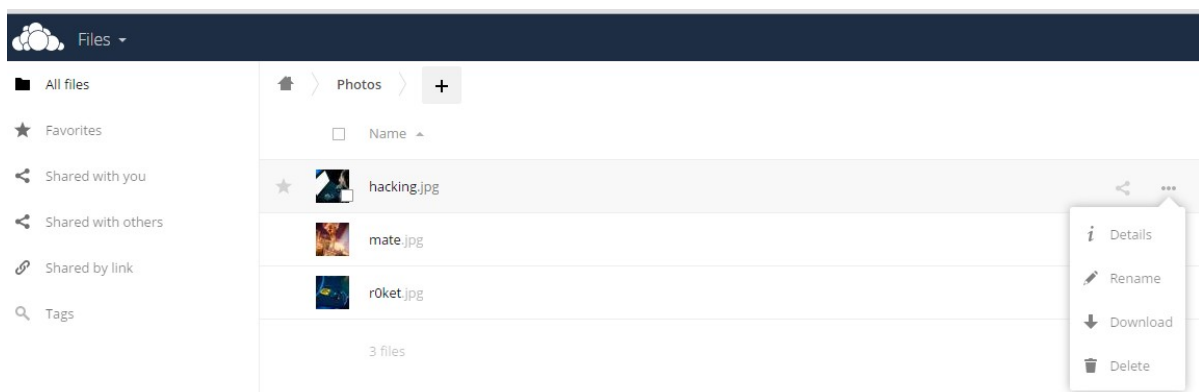 Files
All files
Favorites
Shared with you
Shared with others
Shared by link
Tags
Photos
+
Name
hacking.jpg
mate.jpg
r0ket.jpg
3 files
Details
Rename
Download
Delete